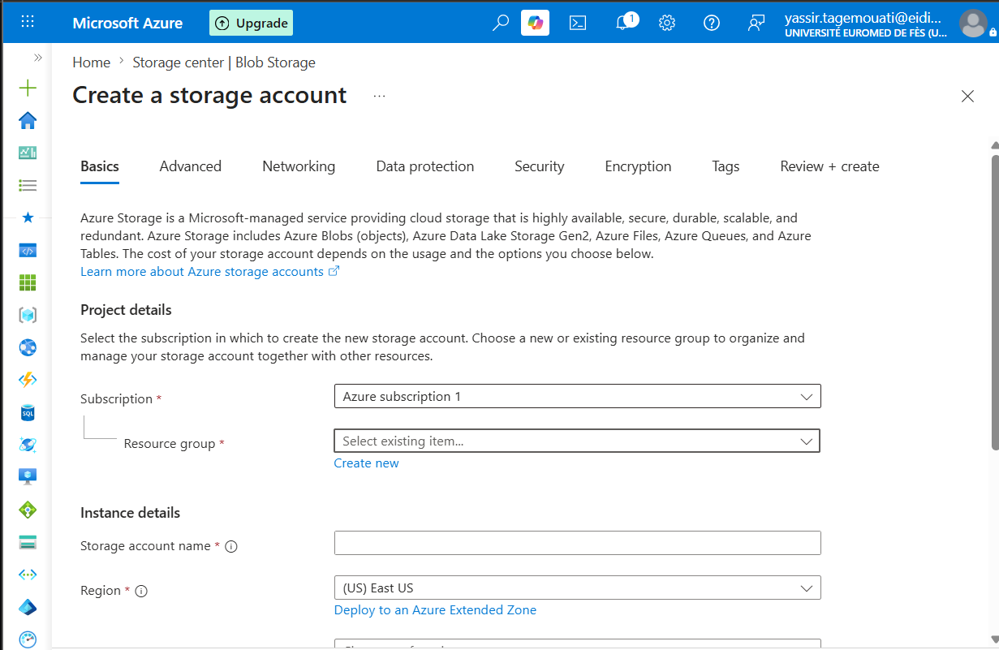 Microsoft Azure
Upgrade
1
yassir.tagemouati@eidi...
UNIVERSITÉ EUROMED DE FÈS (U...
Home > Storage center | Blob Storage
Create a storage account ...
Basics Advanced Networking Data protection Security Encryption Tags Review + create
Azure Storage is a Microsoft-managed service providing cloud storage that is highly available, secure, durable, scalable, and
redundant. Azure Storage includes Azure Blobs (objects), Azure Data Lake Storage Gen2, Azure Files, Azure Queues, and Azure
Tables. The cost of your storage account depends on the usage and the options you choose below.
Learn more about Azure storage accounts
Project details
Select the subscription in which to create the new storage account. Choose a new or existing resource group to organize and
manage your storage account together with other resources.
Subscription * Azure subscription 1
Resource group * Select existing item...
Create new
Instance details
Storage account name *
Region * (US) East US
Deploy to an Azure Extended Zone
SQL